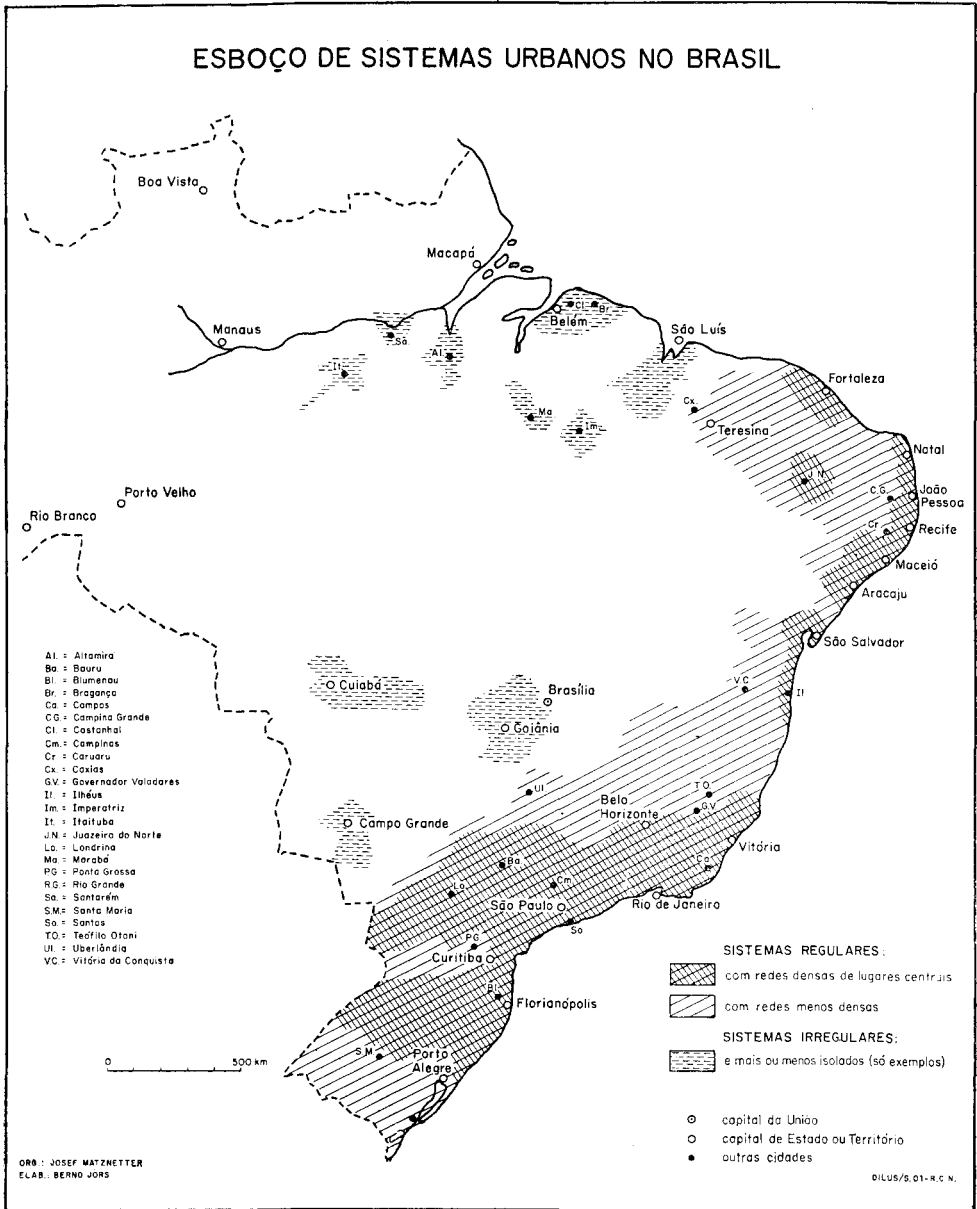 ESBOÇO DE SISTEMAS URBANOS NO BRASIL
Boa Vista
Macapá
Manaus
Sa.
Al.
It.
Cl.
Br.
Belém
São Luís
Ma
Im.
Cx.
Teresina
Fortaleza
Natal
J.N.
C.G.
João
Pessoa
Cr.
Recife
Maceió
Aracaju
São Salvador
Porto Velho
Rio Branco
Cuiabá
Brasília
Goiânia
V.C.
Il.
Ul.
Belo
Horizonte
T.O.
G.V.
Campo Grande
Vitória
Ba.
Ca.
Lo.
Cm.
São Paulo
Rio de Janeiro
So
P.G.
Curitiba
Bl.
Florianópolis
S.M.
Porto
Alegre
Al. = Altamira
Ba. = Bauru
Bl. = Blumenau
Br. = Bragança
Ca. = Campos
C.G. = Campina Grande
Cl. = Castanhal
Cm. = Campinas
Cr = Caruaru
Cx. = Caxias
G.V. = Governador Valadares
Il. = Ilhéus
Im. = Imperatriz
It. = Itaituba
J.N. = Juazeiro do Norte
Lo. = Londrina
Ma. = Marabá
P.G = Ponta Grossa
R.G. = Rio Grande
Sa. = Santarém
S.M. = Santa Maria
So. = Santos
T.O. = Teófilo Otoni
Ul. = Uberlândia
V.C. = Vitória da Conquista
0 500 km
SISTEMAS REGULARES:
com redes densas de lugares centrais
com redes menos densas
SISTEMAS IRREGULARES:
e mais ou menos isolados (só exemplos)
capital da União
capital de Estado ou Território
outras cidades
ORG.: JOSEF MATZNETTER
ELAB.: BERND JÖRS
DILUS/S.01-R.C.N.